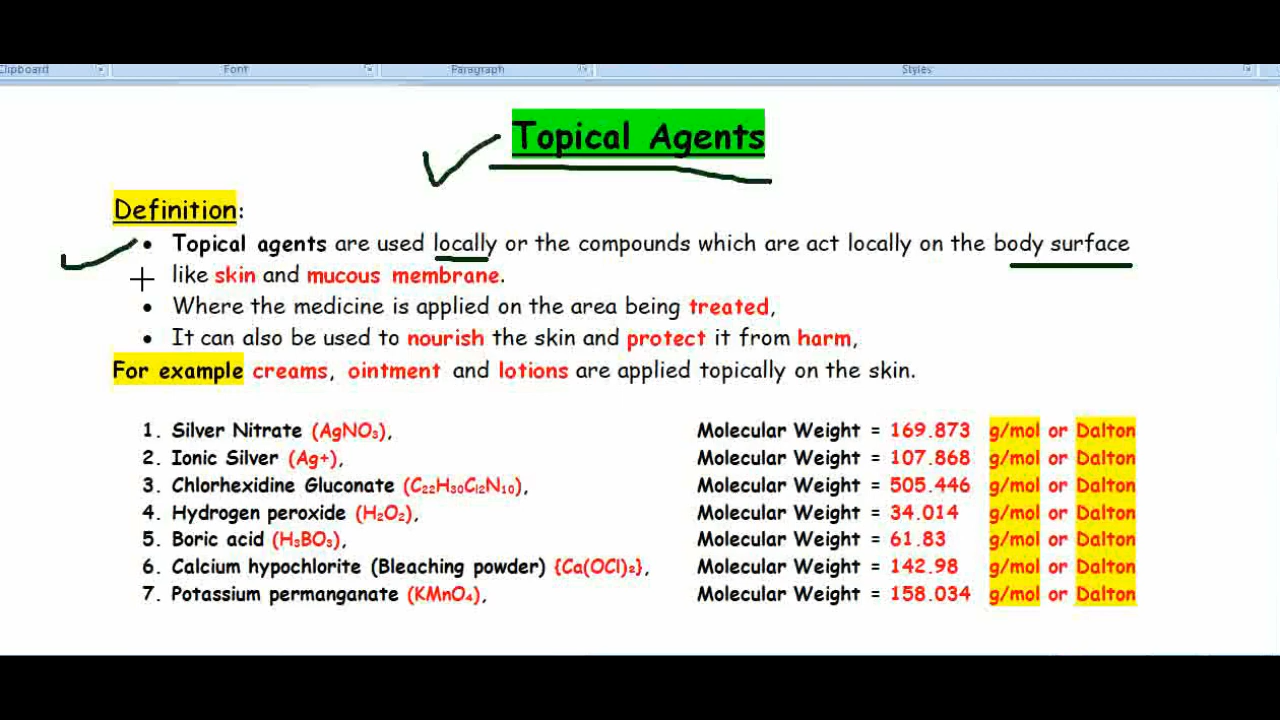 Clipboard Font Paragraph Styles
Topical Agents
Definition:
• Topical agents are used locally or the compounds which are act locally on the body surface
like skin and mucous membrane.
• Where the medicine is applied on the area being treated,
• It can also be used to nourish the skin and protect it from harm,
For example creams, ointment and lotions are applied topically on the skin.
1. Silver Nitrate (AgNO₃), Molecular Weight = 169.873 g/mol or Dalton
2. Ionic Silver (Ag+), Molecular Weight = 107.868 g/mol or Dalton
3. Chlorhexidine Gluconate (C₂₂H₃₀Cl₂N₁₀), Molecular Weight = 505.446 g/mol or Dalton
4. Hydrogen peroxide (H₂O₂), Molecular Weight = 34.014 g/mol or Dalton
5. Boric acid (H₃BO₃), Molecular Weight = 61.83 g/mol or Dalton
6. Calcium hypochlorite (Bleaching powder) {Ca(OCl)₂}, Molecular Weight = 142.98 g/mol or Dalton
7. Potassium permanganate (KMnO₄), Molecular Weight = 158.034 g/mol or Dalton